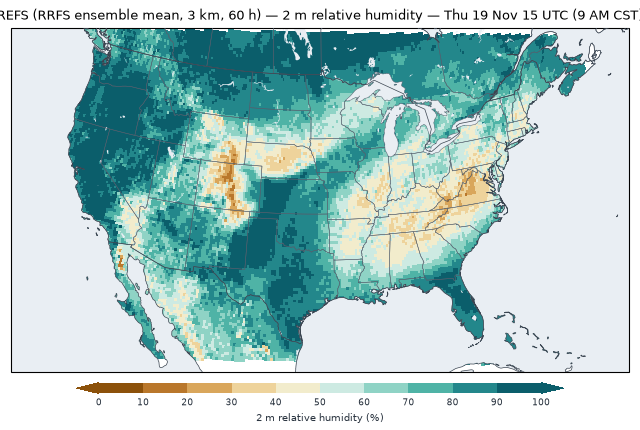 REFS (RRFS ensemble mean, 3 km, 60 h) — 2 m relative humidity — Thu 19 Nov 15 UTC (9 AM CST)
0 10 20 30 40 50 60 70 80 90 100
2 m relative humidity (%)